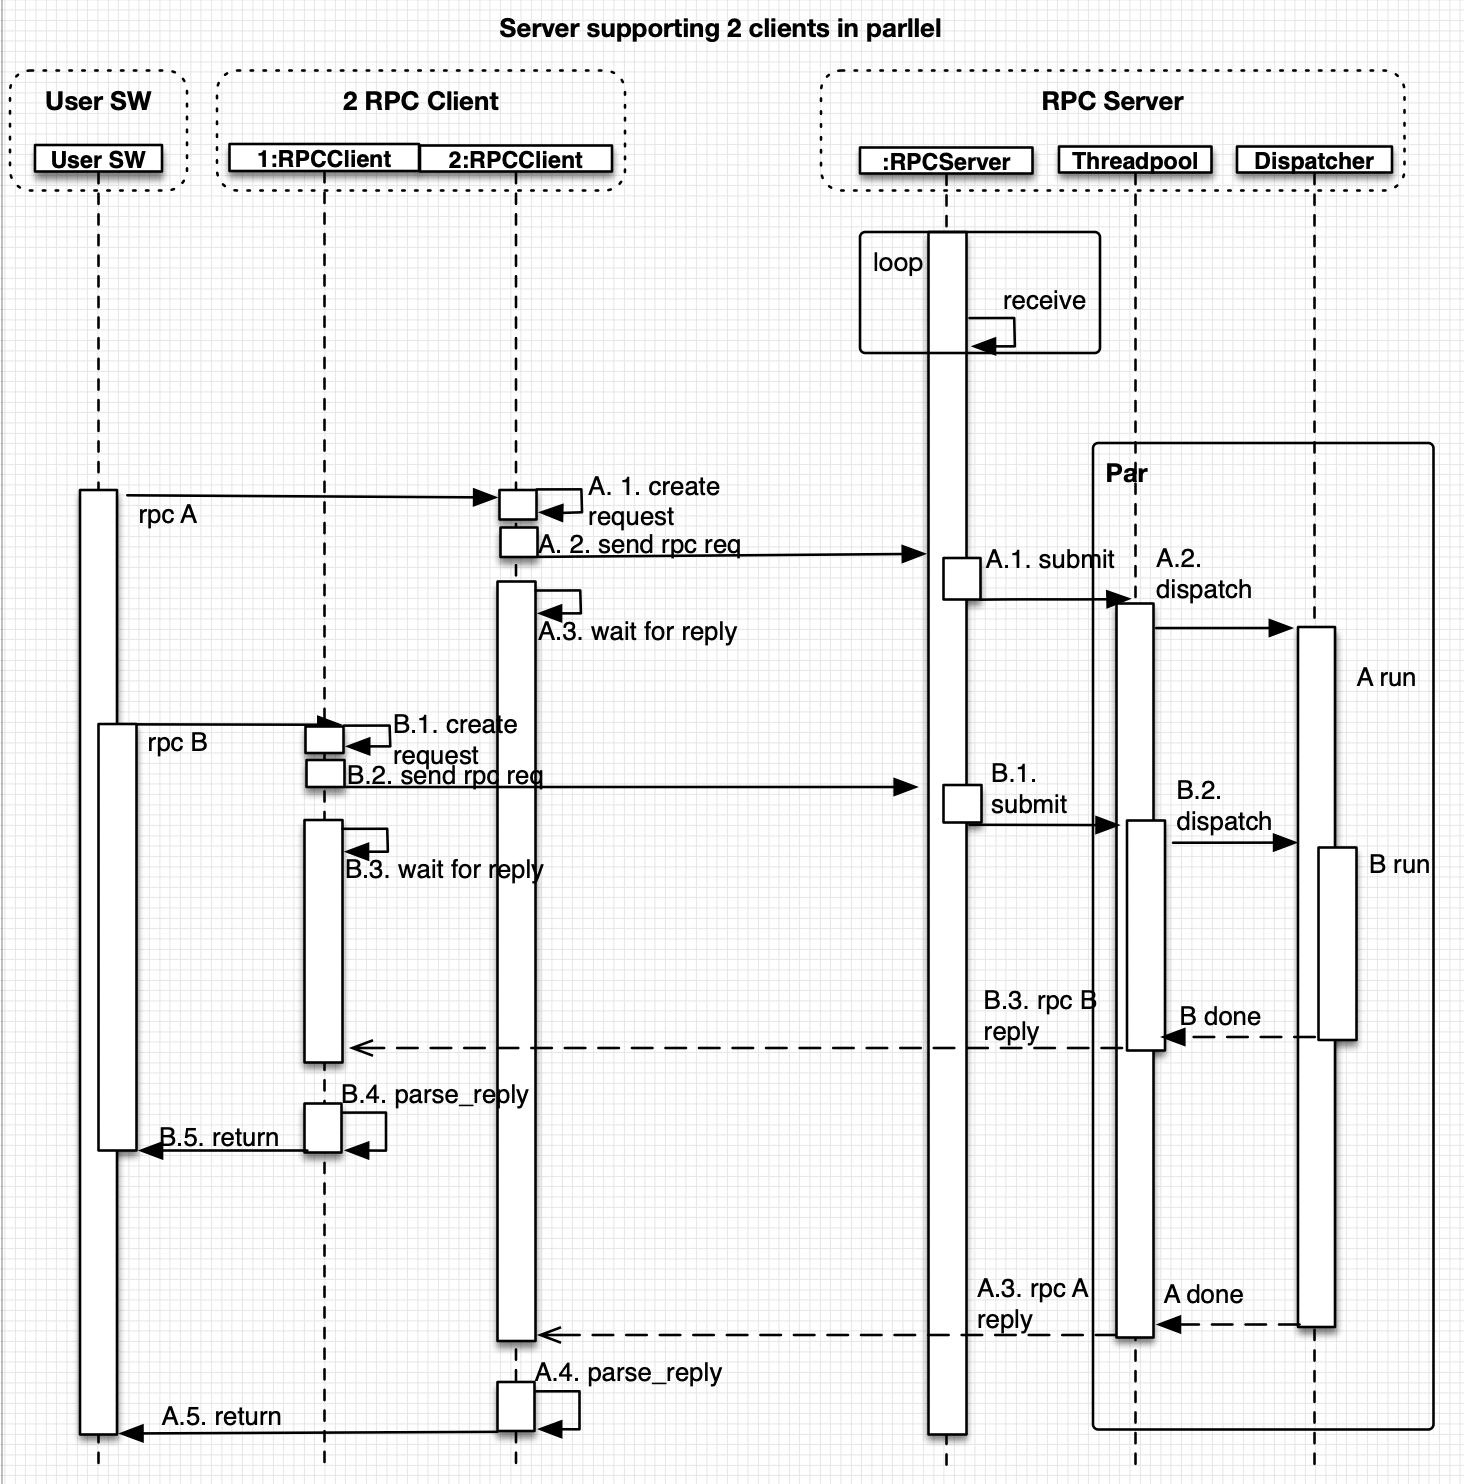 Server supporting 2 clients in parllel
User SW
2 RPC Client
RPC Server
User SW
1:RPCClient
2:RPCClient
:RPCServer
Threadpool
Dispatcher
loop
receive
Par
rpc A
A. 1. create
request
A. 2. send rpc req
A.1. submit
A.2.
dispatch
A.3. wait for reply
A run
rpc B
B.1. create
request
B.2. send rpc req
B.1.
submit
B.2.
dispatch
B.3. wait for reply
B run
B.3. rpc B
reply
B done
B.4. parse_reply
B.5. return
A.3. rpc A
reply
A done
A.4. parse_reply
A.5. return